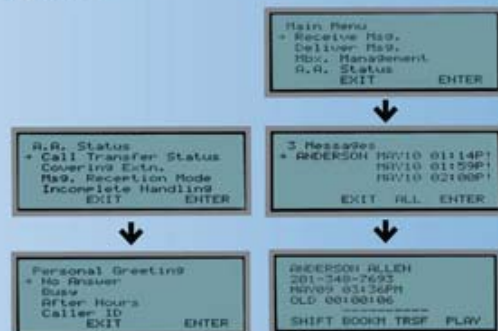 Main Menu
Receive Msg.
Deliver Msg.
Mbx. Management
A.A. Status
EXIT ENTER
A.A. Status
Call Transfer Status
Covering Extn.
Msg. Reception Mode
Incomplete Handling
EXIT ENTER
3 Messages
ANDERSON MAY10 01:14P!
MAY10 01:59P!
MAY10 02:00P!
EXIT ALL ENTER
Personal Greeting
No Answer
Busy
After Hours
Caller ID
EXIT ENTER
ANDERSON ALLEN
201-348-7693
MAY09 03:36PM
OLD 00:00:06
SHIFT BOOKM TRSF PLAY